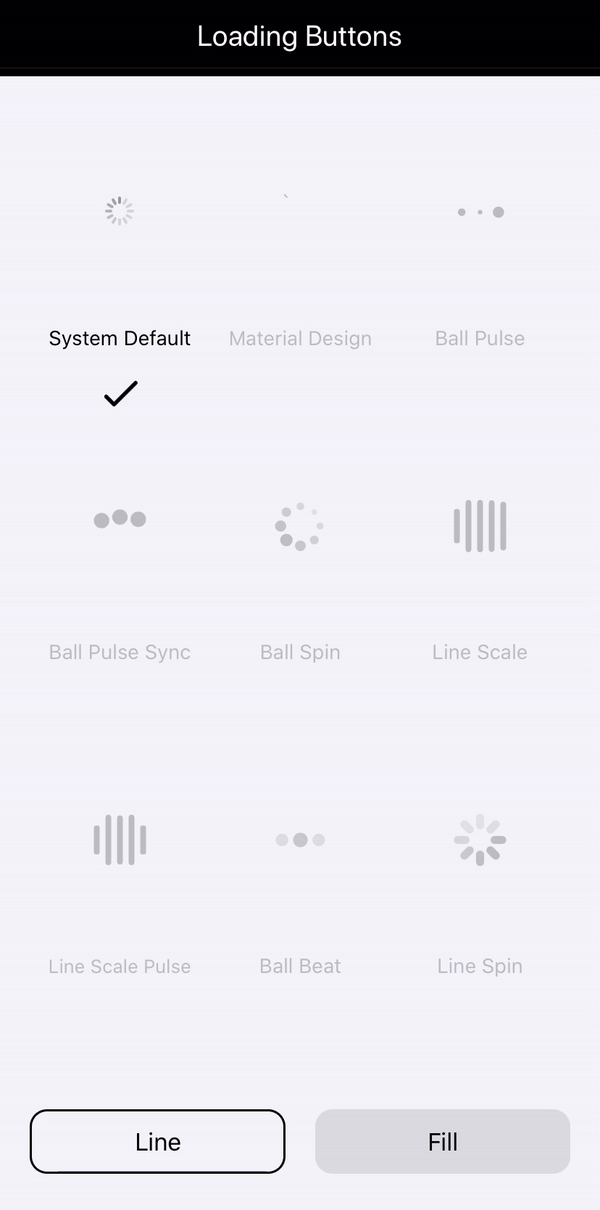 Loading Buttons
System Default
Material Design
Ball Pulse
Ball Pulse Sync
Ball Spin
Line Scale
Line Scale Pulse
Ball Beat
Line Spin
Line
Fill